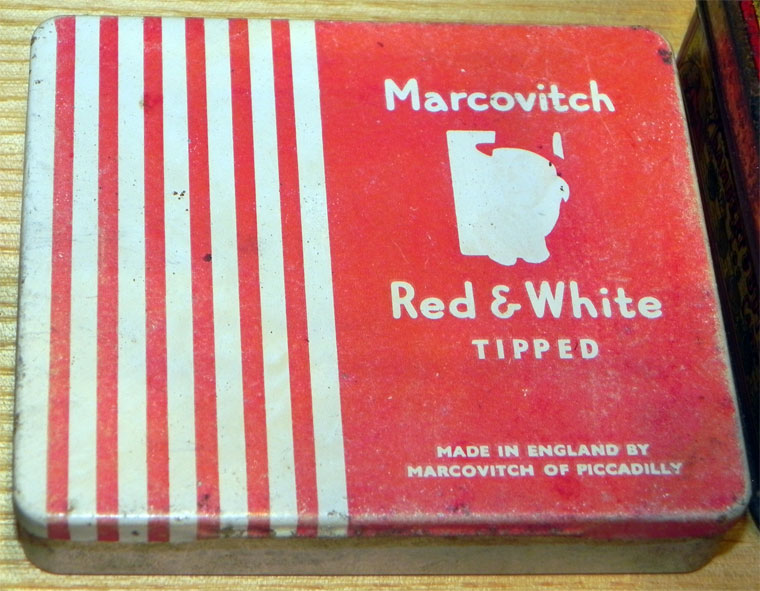 Marcovitch
Red & White
TIPPED
MADE IN ENGLAND BY
MARCOVITCH OF PICCADILLY